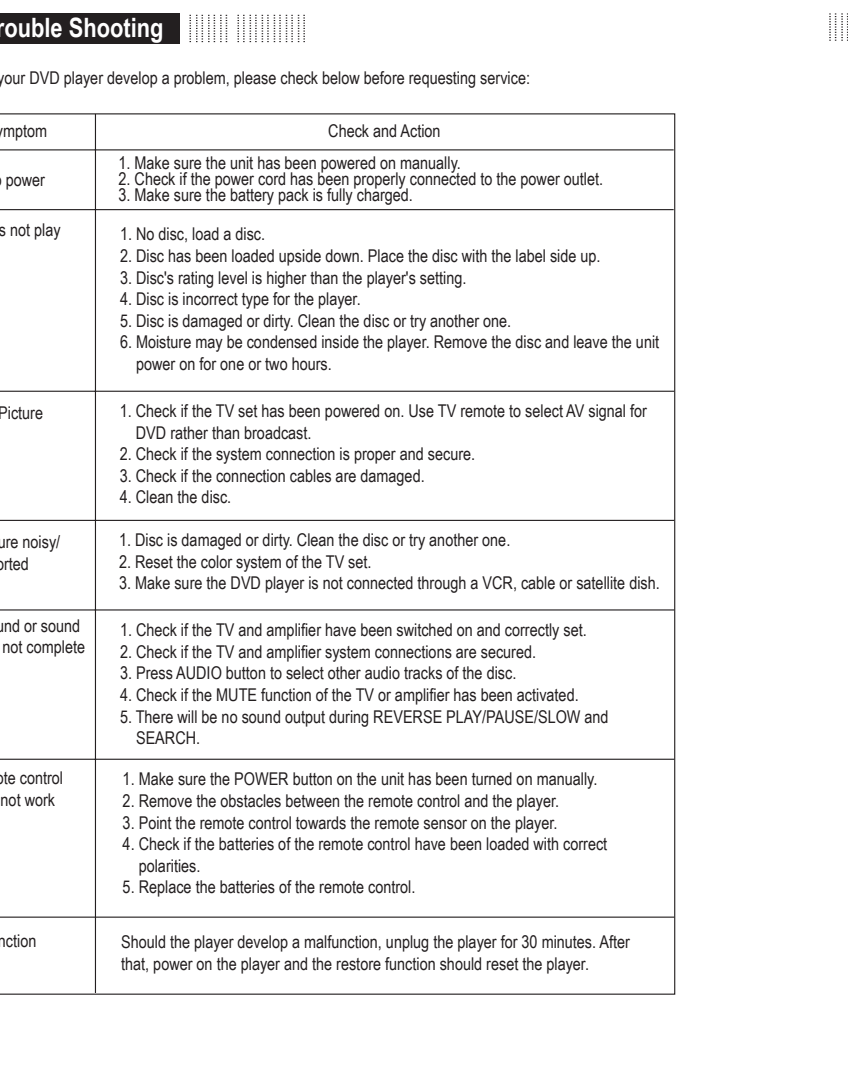 rouble Shooting
your DVD player develop a problem, please check below before requesting service:
ymptom
Check and Action
power
1. Make sure the unit has been powered on manually.
2. Check if the power cord has been properly connected to the power outlet.
3. Make sure the battery pack is fully charged.
s not play
1. No disc, load a disc.
2. Disc has been loaded upside down. Place the disc with the label side up.
3. Disc's rating level is higher than the player's setting.
4. Disc is incorrect type for the player.
5. Disc is damaged or dirty. Clean the disc or try another one.
6. Moisture may be condensed inside the player. Remove the disc and leave the unit
power on for one or two hours.
Picture
1. Check if the TV set has been powered on. Use TV remote to select AV signal for
DVD rather than broadcast.
2. Check if the system connection is proper and secure.
3. Check if the connection cables are damaged.
4. Clean the disc.
ure noisy/
orted
1. Disc is damaged or dirty. Clean the disc or try another one.
2. Reset the color system of the TV set.
3. Make sure the DVD player is not connected through a VCR, cable or satellite dish.
und or sound
not complete
1. Check if the TV and amplifier have been switched on and correctly set.
2. Check if the TV and amplifier system connections are secured.
3. Press AUDIO button to select other audio tracks of the disc.
4. Check if the MUTE function of the TV or amplifier has been activated.
5. There will be no sound output during REVERSE PLAY/PAUSE/SLOW and
SEARCH.
ote control
not work
1. Make sure the POWER button on the unit has been turned on manually.
2. Remove the obstacles between the remote control and the player.
3. Point the remote control towards the remote sensor on the player.
4. Check if the batteries of the remote control have been loaded with correct
polarities.
5. Replace the batteries of the remote control.
nction
Should the player develop a malfunction, unplug the player for 30 minutes. After
that, power on the player and the restore function should reset the player.